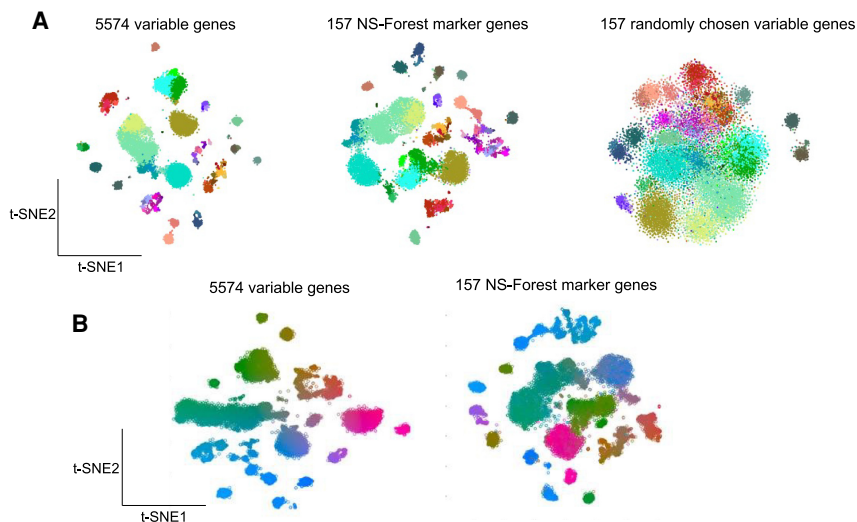 A
5574 variable genes
157 NS-Forest marker genes
157 randomly chosen variable genes
t-SNE2
t-SNE1
B
5574 variable genes
157 NS-Forest marker genes
t-SNE2
t-SNE1